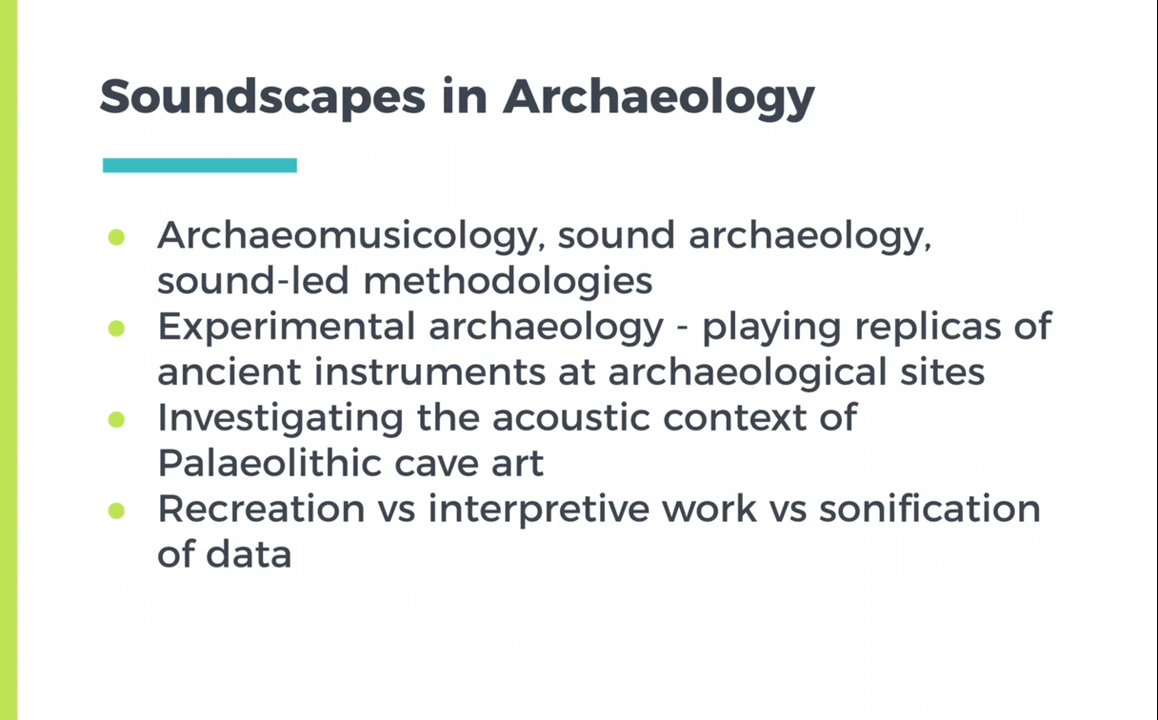 Soundscapes in Archaeology
● Archaeomusicology, sound archaeology,
sound-led methodologies
● Experimental archaeology - playing replicas of
ancient instruments at archaeological sites
● Investigating the acoustic context of
Palaeolithic cave art
● Recreation vs interpretive work vs sonification
of data